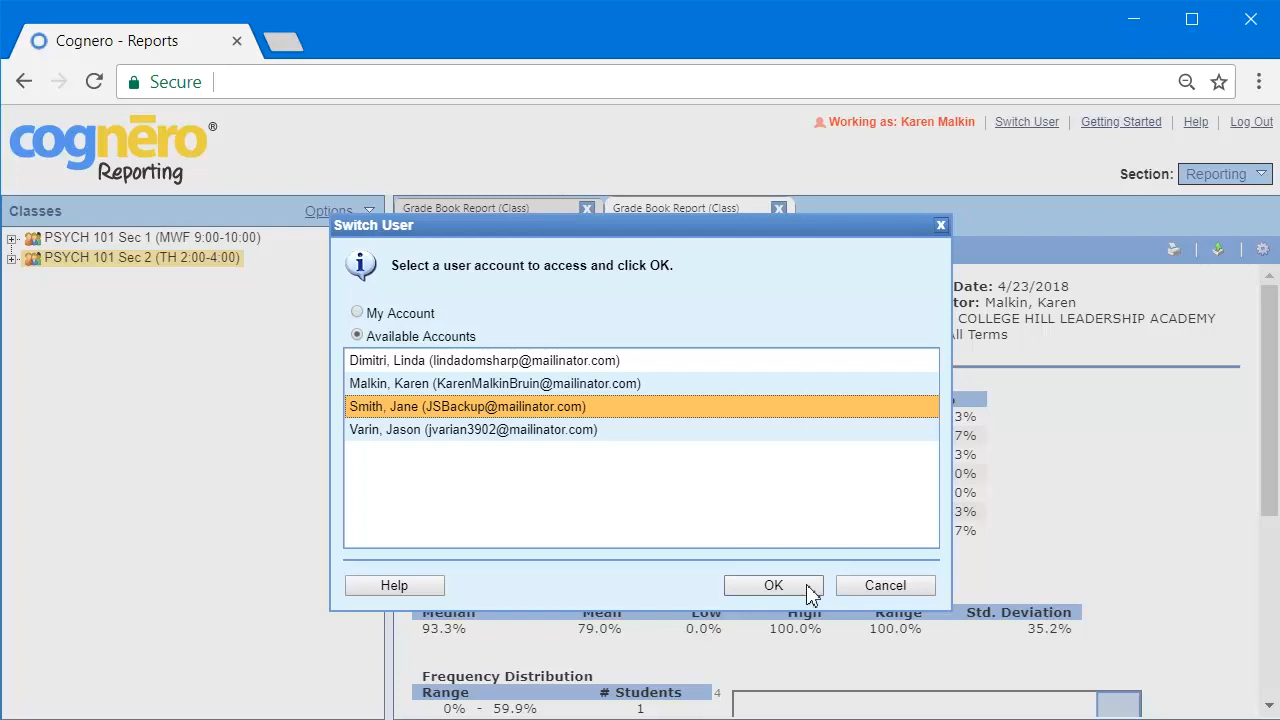 Cognero - Reports
Secure
cognēro®
Reporting
Working as: Karen Malkin
Switch User
Getting Started
Help
Log Out
Section:
Reporting
Classes
Options
Grade Book Report (Class)
Grade Book Report (Class)
PSYCH 101 Sec 1 (MWF 9:00-10:00)
PSYCH 101 Sec 2 (TH 2:00-4:00)
Switch User
Select a user account to access and click OK.
My Account
Available Accounts
Dimitri, Linda (lindadomsharp@mailinator.com)
Malkin, Karen (KarenMalkinBruin@mailinator.com)
Smith, Jane (JSBackup@mailinator.com)
Varin, Jason (jvarian3902@mailinator.com)
Help
OK
Cancel
Date: 4/23/2018
tor: Malkin, Karen
COLLEGE HILL LEADERSHIP ACADEMY
All Terms
3%
7%
3%
0%
0%
3%
7%
Median Mean Low High Range Std. Deviation
93.3% 79.0% 0.0% 100.0% 100.0% 35.2%
Frequency Distribution
Range # Students
0% - 59.9% 1
4